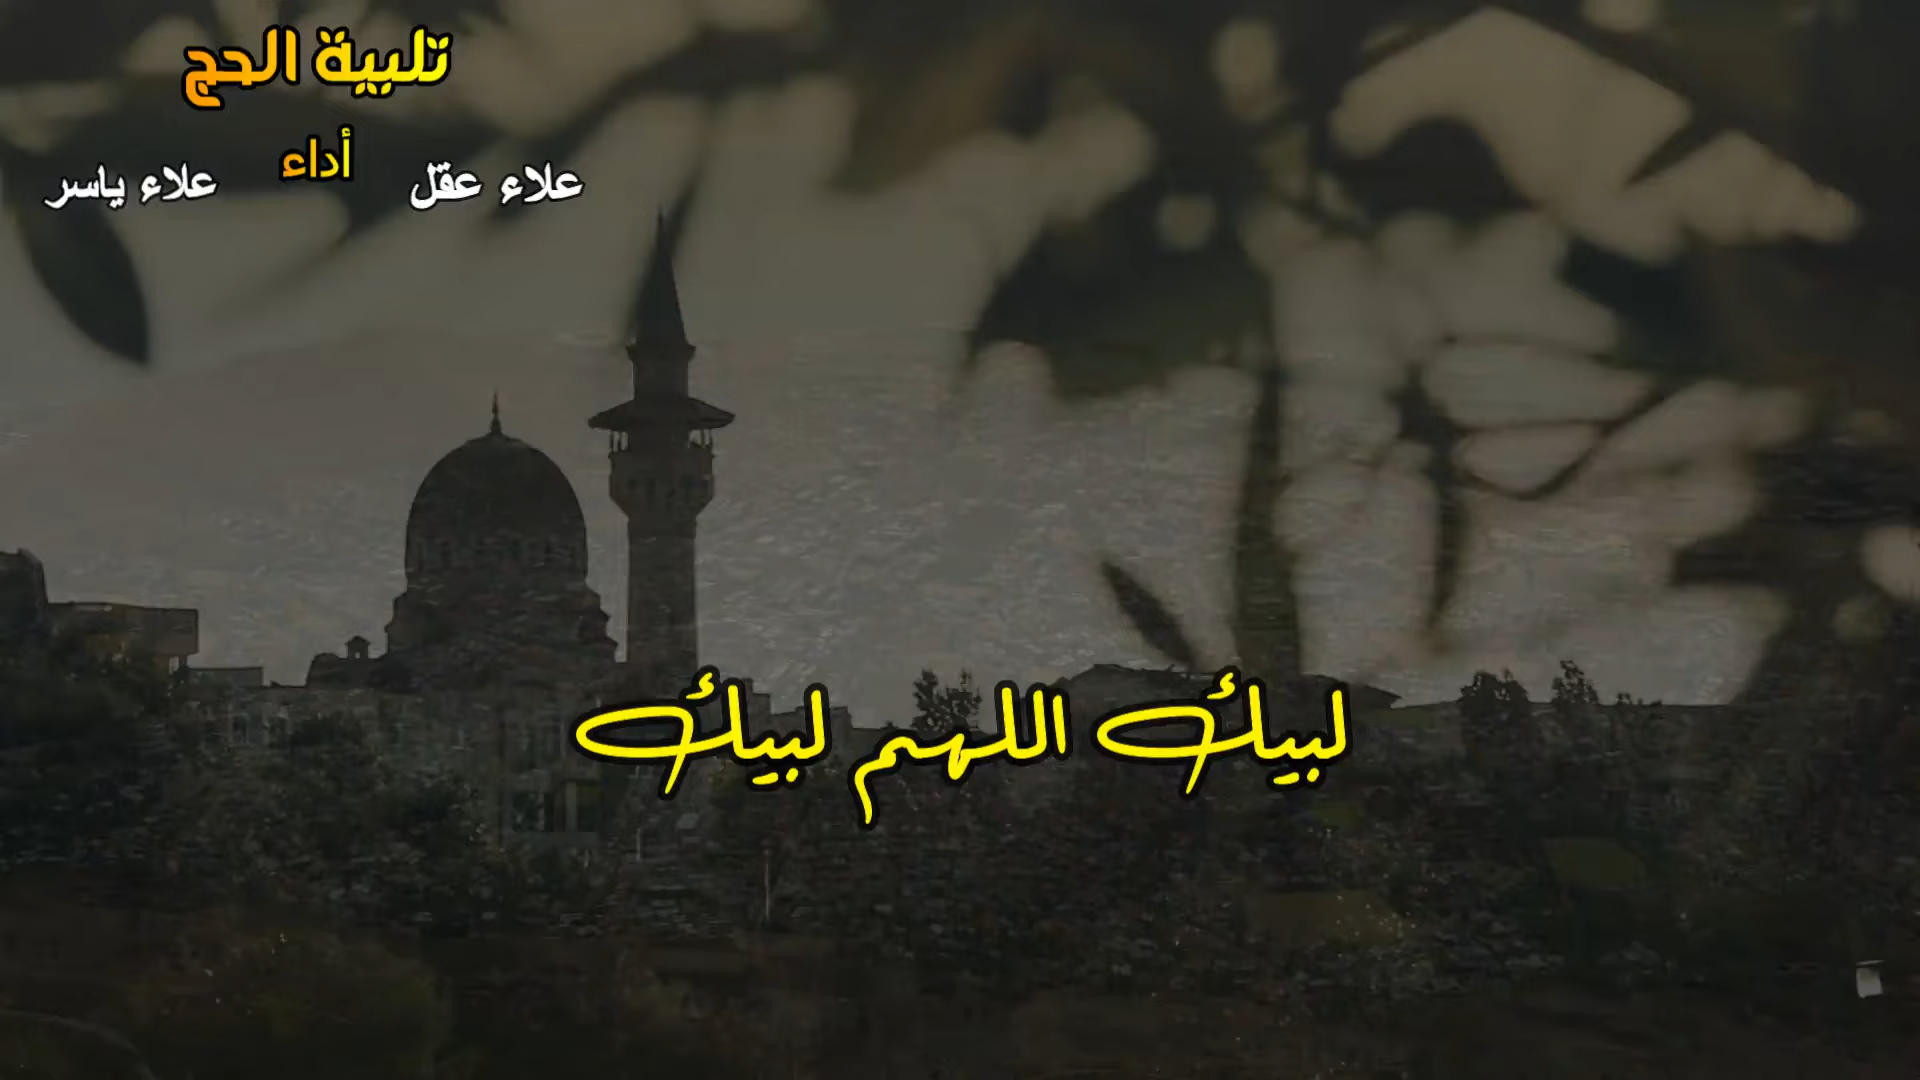 تلبية الحج
أداء
علاء عقل
علاء ياسر
لبيك اللهم لبيك